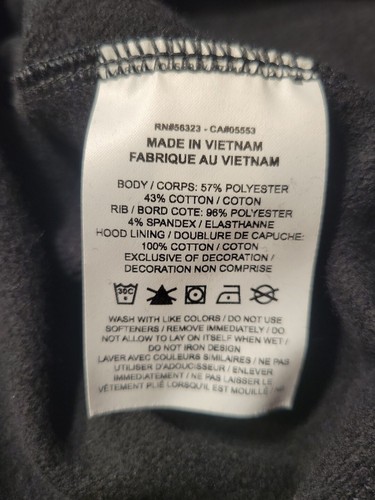 RN#56323 - CA#05553
MADE IN VIETNAM
FABRIQUE AU VIETNAM
BODY / CORPS: 57% POLYESTER
43% COTTON / COTON
RIB / BORD COTE: 96% POLYESTER
4% SPANDEX / ELASTHANNE
HOOD LINING / DOUBLURE DE CAPUCHE:
100% COTTON / COTON
EXCLUSIVE OF DECORATION /
DECORATION NON COMPRISE
30C
WASH WITH LIKE COLORS / DO NOT USE
SOFTENERS / REMOVE IMMEDIATELY / DO
NOT ALLOW TO LAY ON ITSELF WHEN WET /
DO NOT IRON DESIGN
LAVER AVEC COULEURS SIMILAIRES / NE PAS
UTILISER D'ADOUCISSEUR / ENLEVER
IMMEDIATEMENT / NE PAS LAISSER LE
VÊTEMENT PLIÉ LORSQU'IL EST MOUILLÉ